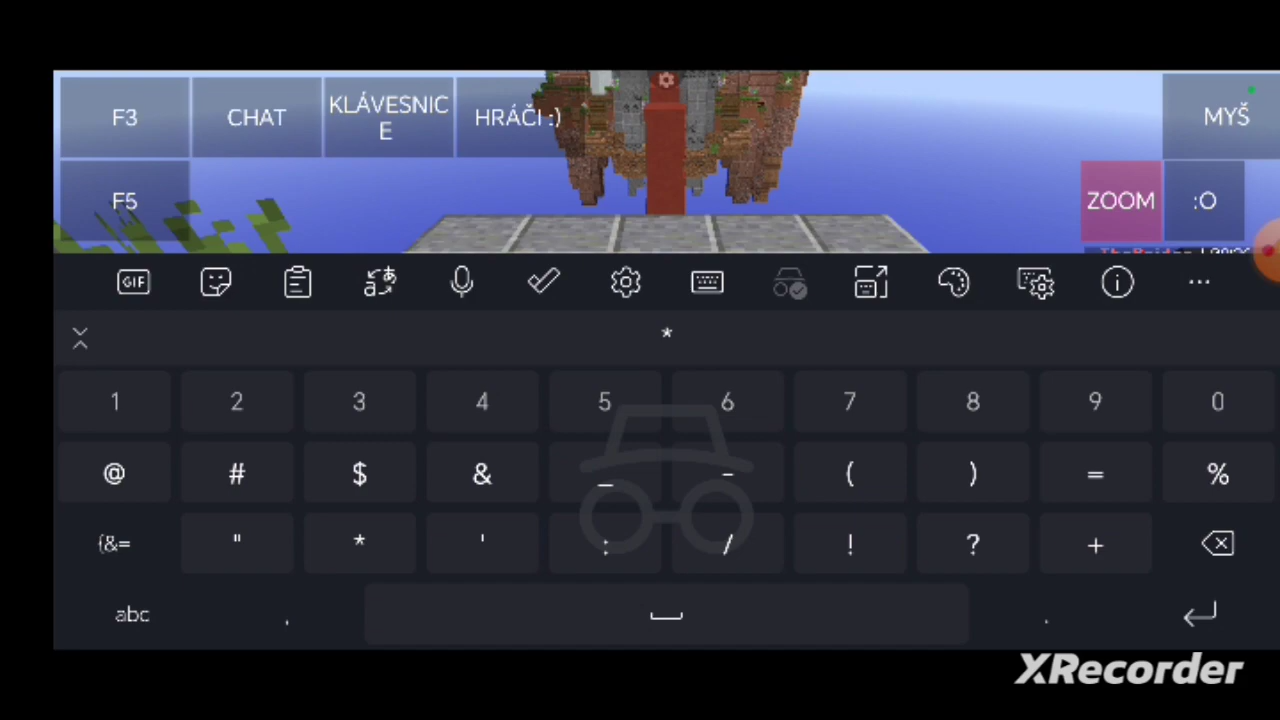 F3 CHAT KLÁVESNIC
E HRÁČI :) MYŠ
F5 ZOOM :O
GIF
*
1 2 3 4 5 6 7 8 9 0
@ # $ & _ - ( ) = %
{&= " * ' : / ! ? +
abc , .
XRecorder